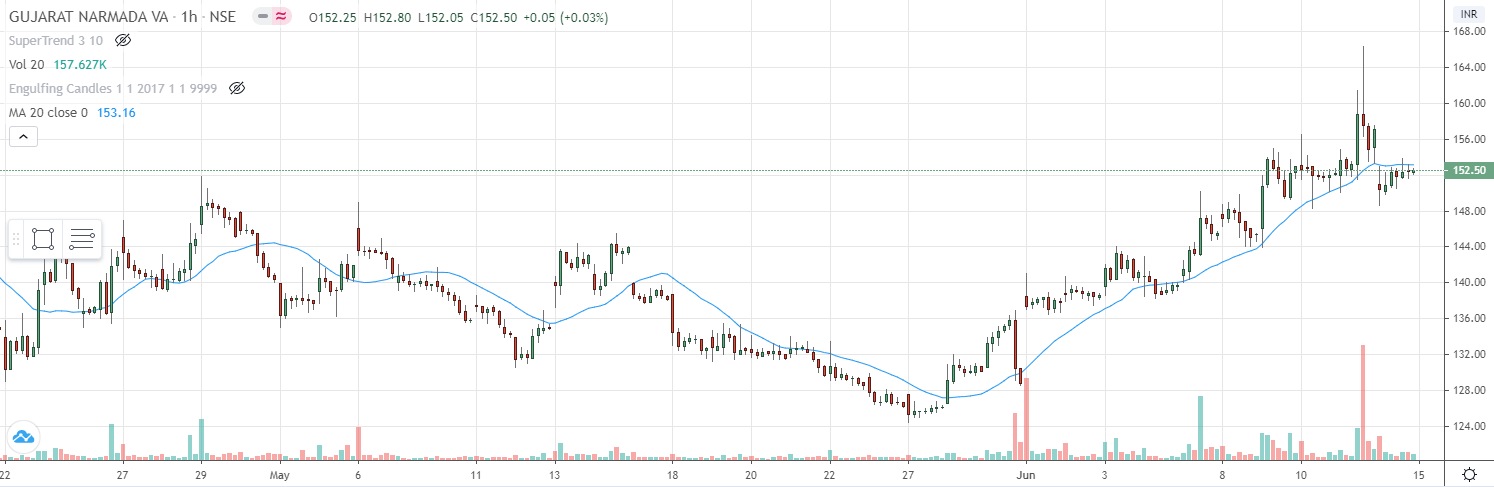 GUJARAT NARMADA VA · 1h · NSE O152.25 H152.80 L152.05 C152.50 +0.05 (+0.03%) INR
SuperTrend 3 10
Vol 20 157.627K
Engulfing Candles 1 1 2017 1 1 9999
MA 20 close 0 153.16
168.00
164.00
160.00
156.00
152.50
148.00
144.00
140.00
136.00
132.00
128.00
124.00
22 27 29 May 6 11 13 18 20 22 27 Jun 3 8 10 15